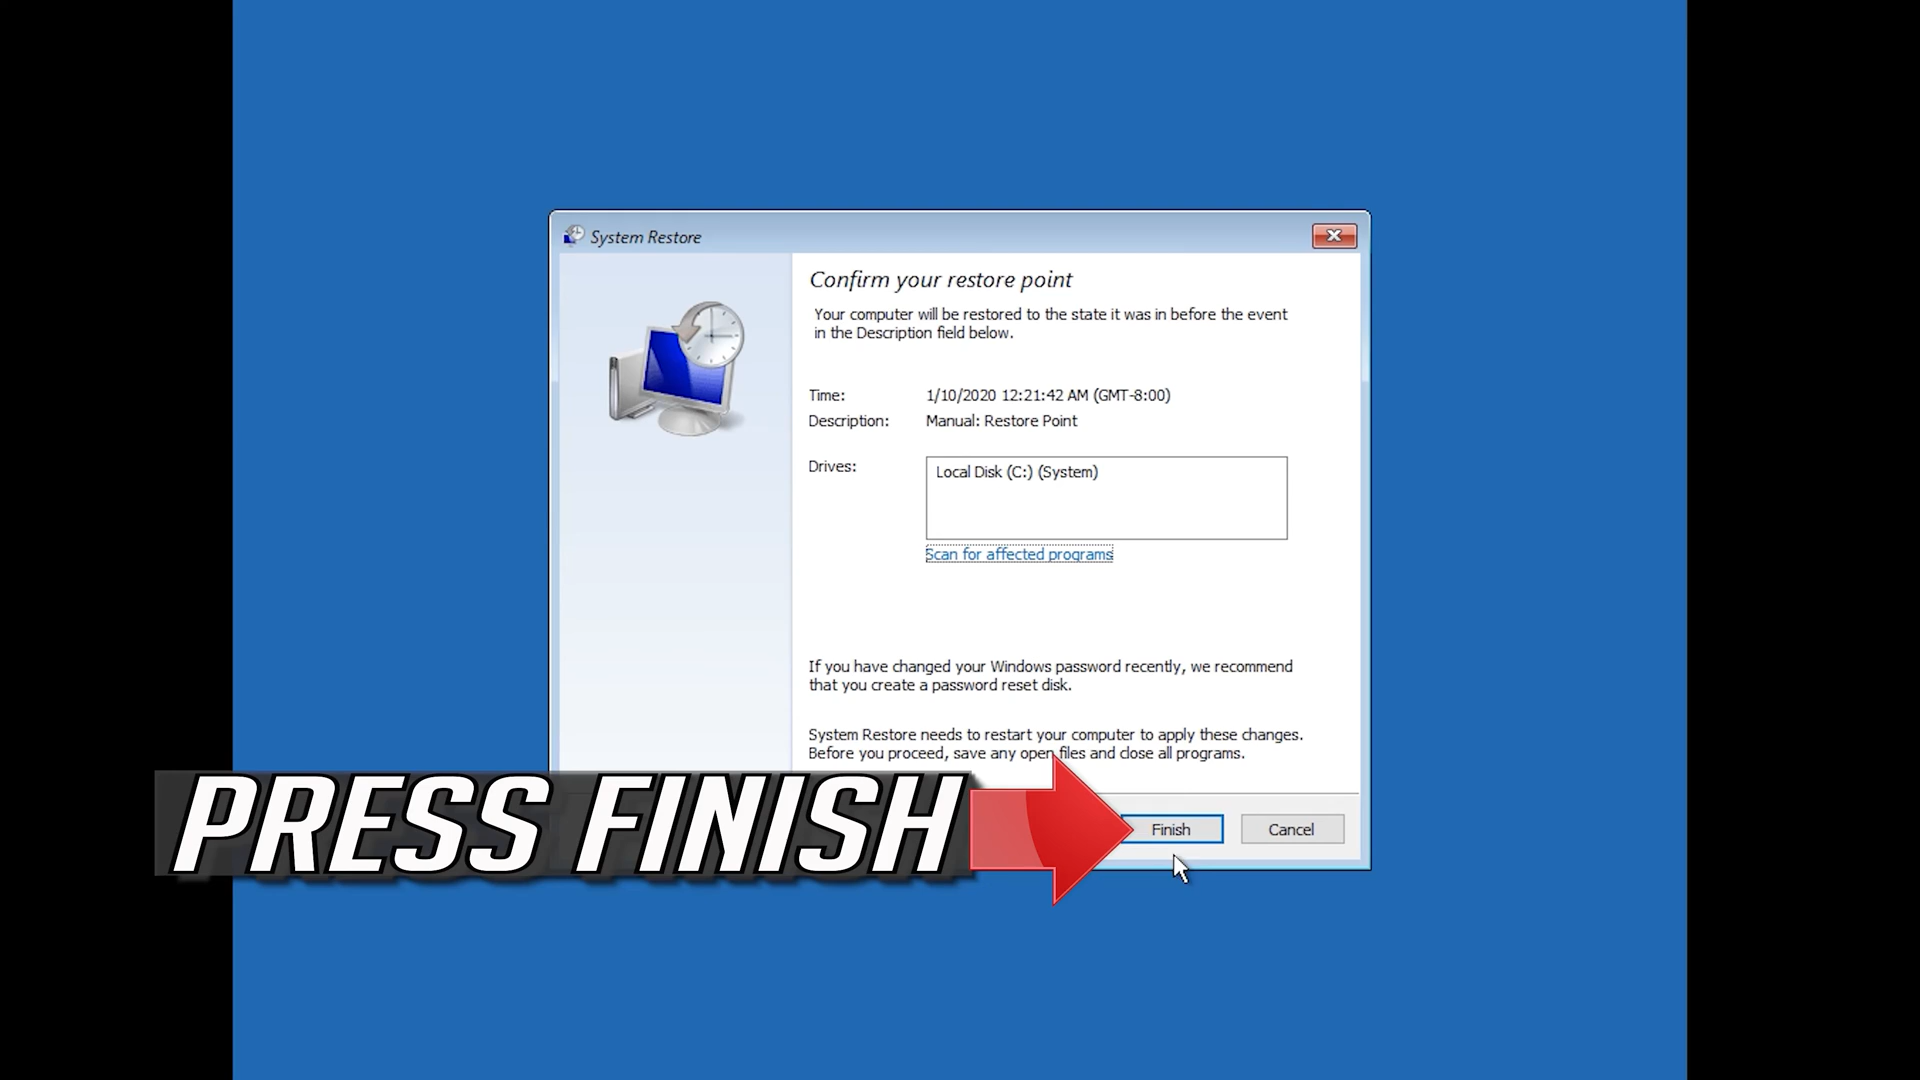 System Restore
Confirm your restore point
Your computer will be restored to the state it was in before the event
in the Description field below.
Time: 1/10/2020 12:21:42 AM (GMT-8:00)
Description: Manual: Restore Point
Drives: Local Disk (C:) (System)
Scan for affected programs
If you have changed your Windows password recently, we recommend
that you create a password reset disk.
System Restore needs to restart your computer to apply these changes.
Before you proceed, save any open files and close all programs.
PRESS FINISH
Finish Cancel